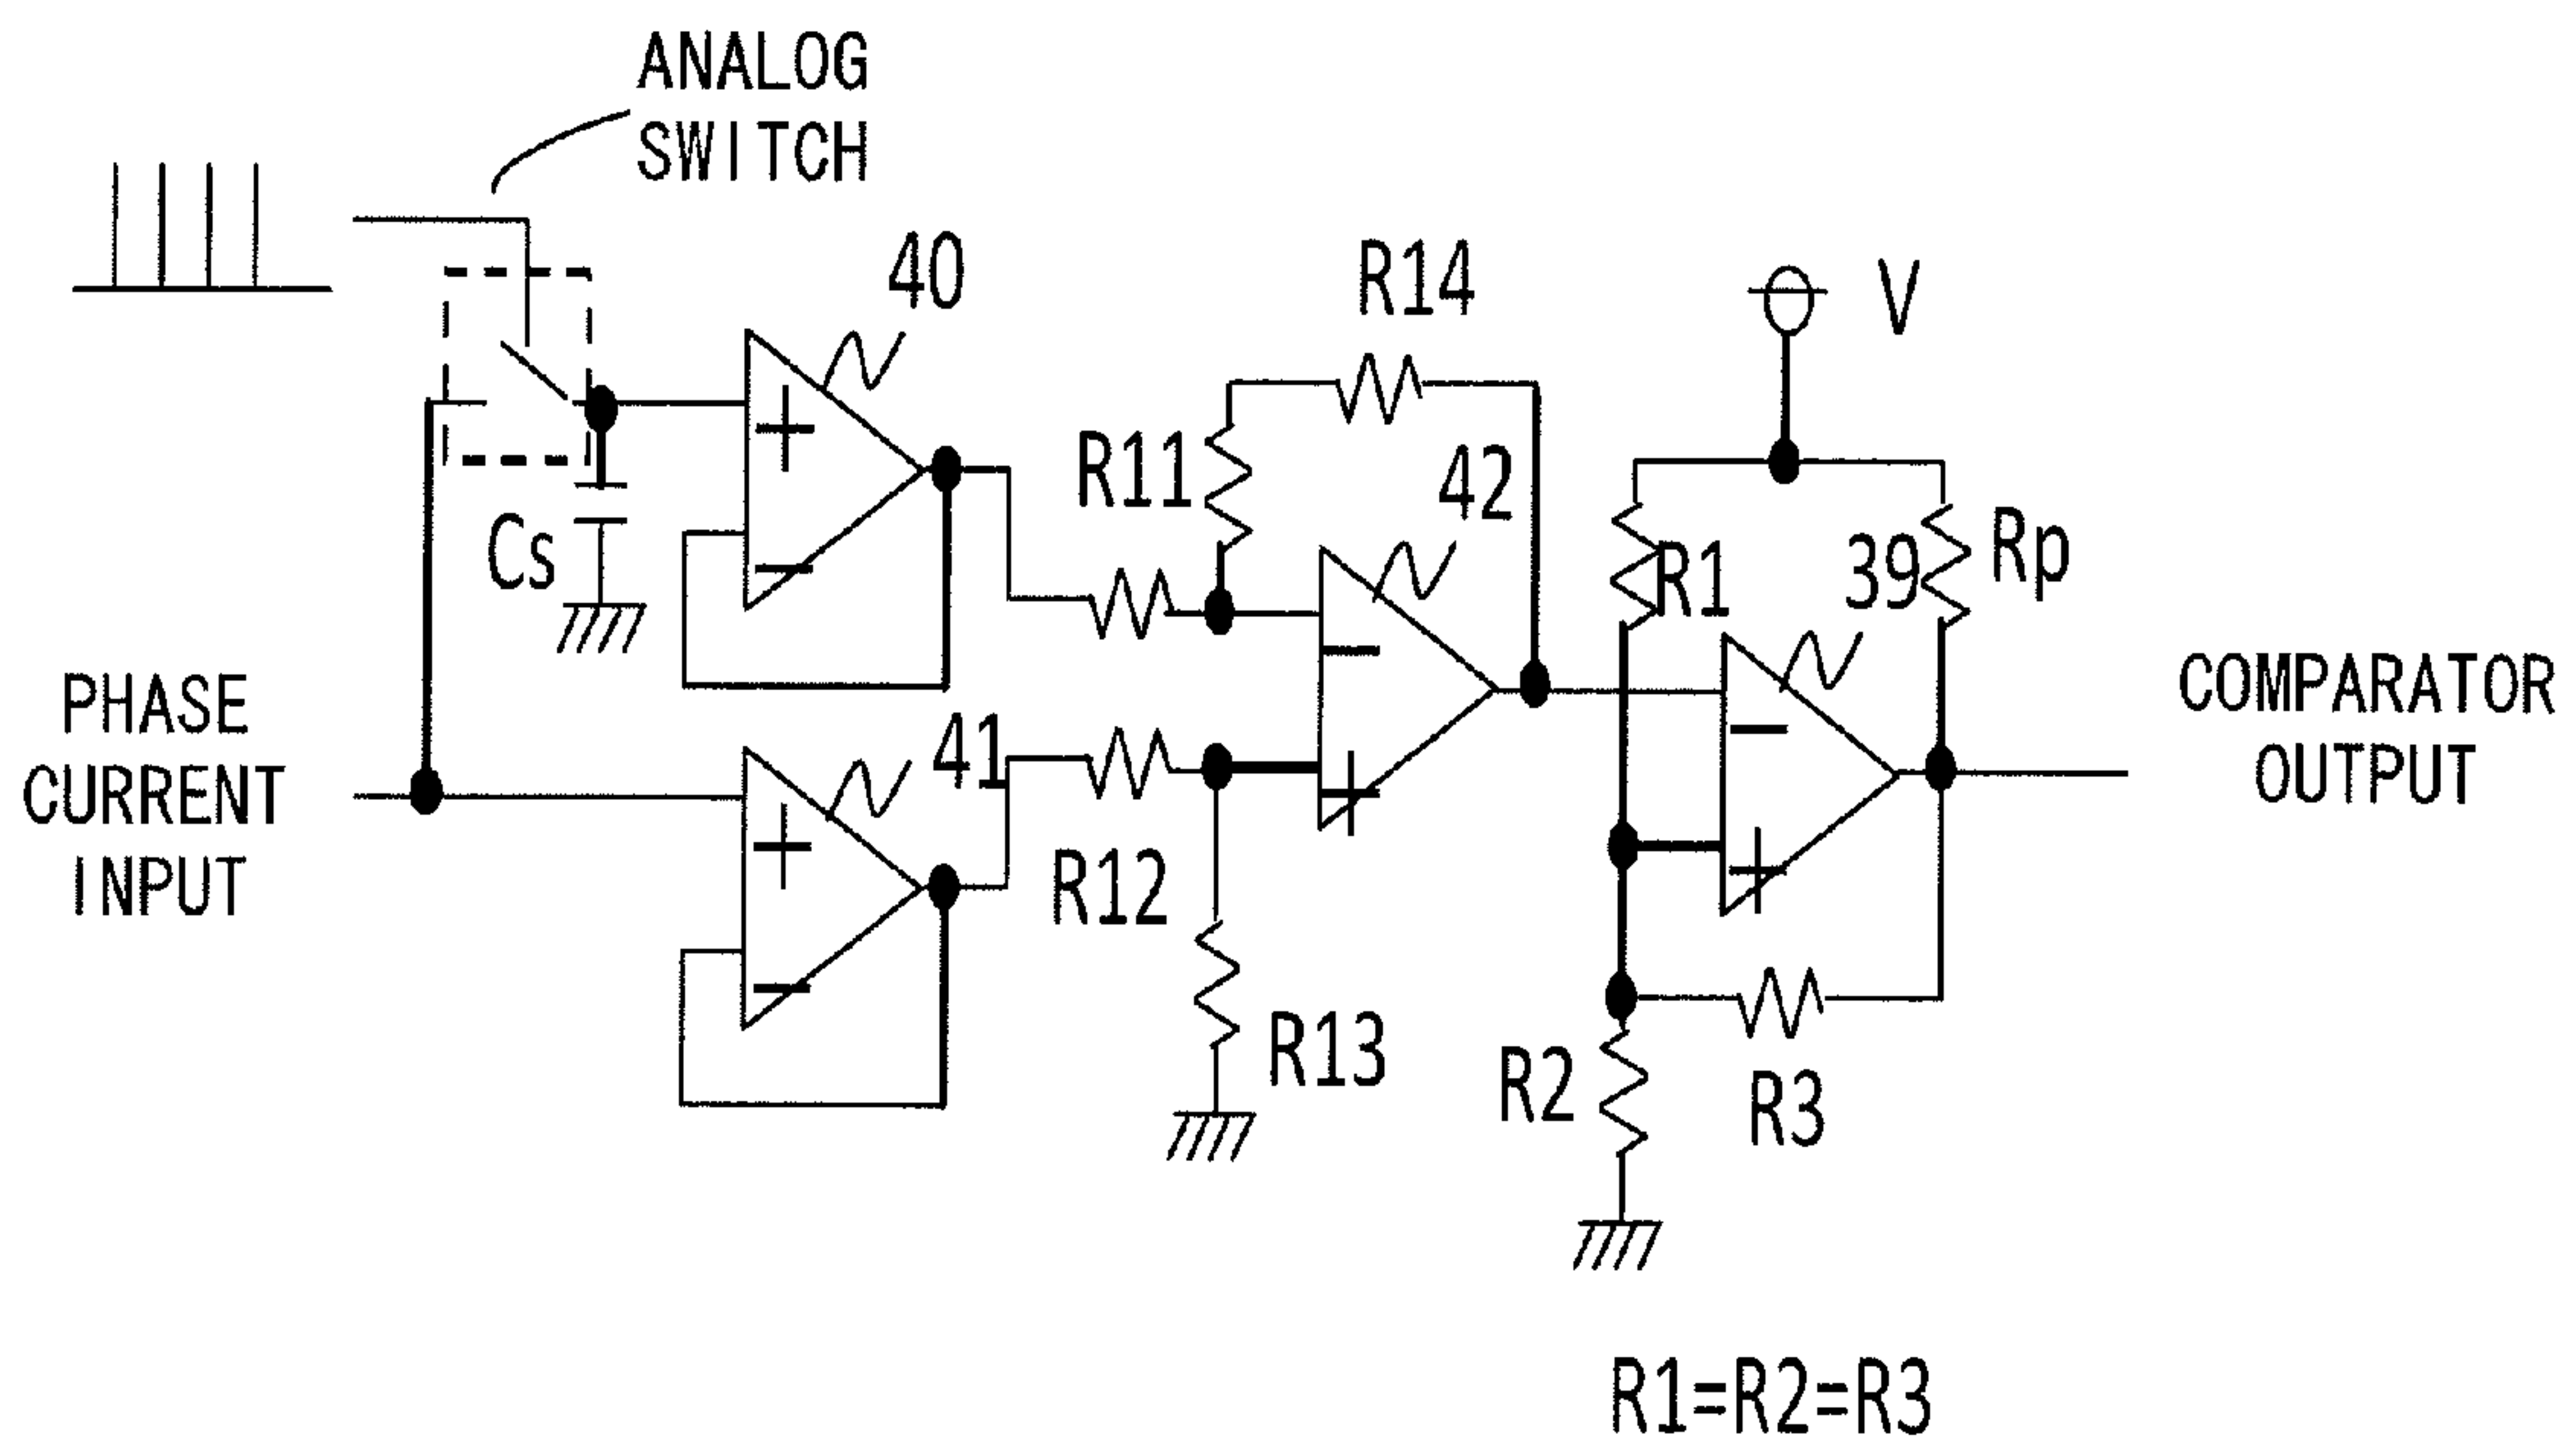 ANALOG
SWITCH
40
R14
V
R11
42
Cs
R1
39
Rp
PHASE
CURRENT
INPUT
41
COMPARATOR
OUTPUT
R12
R13
R2
R3
R1=R2=R3